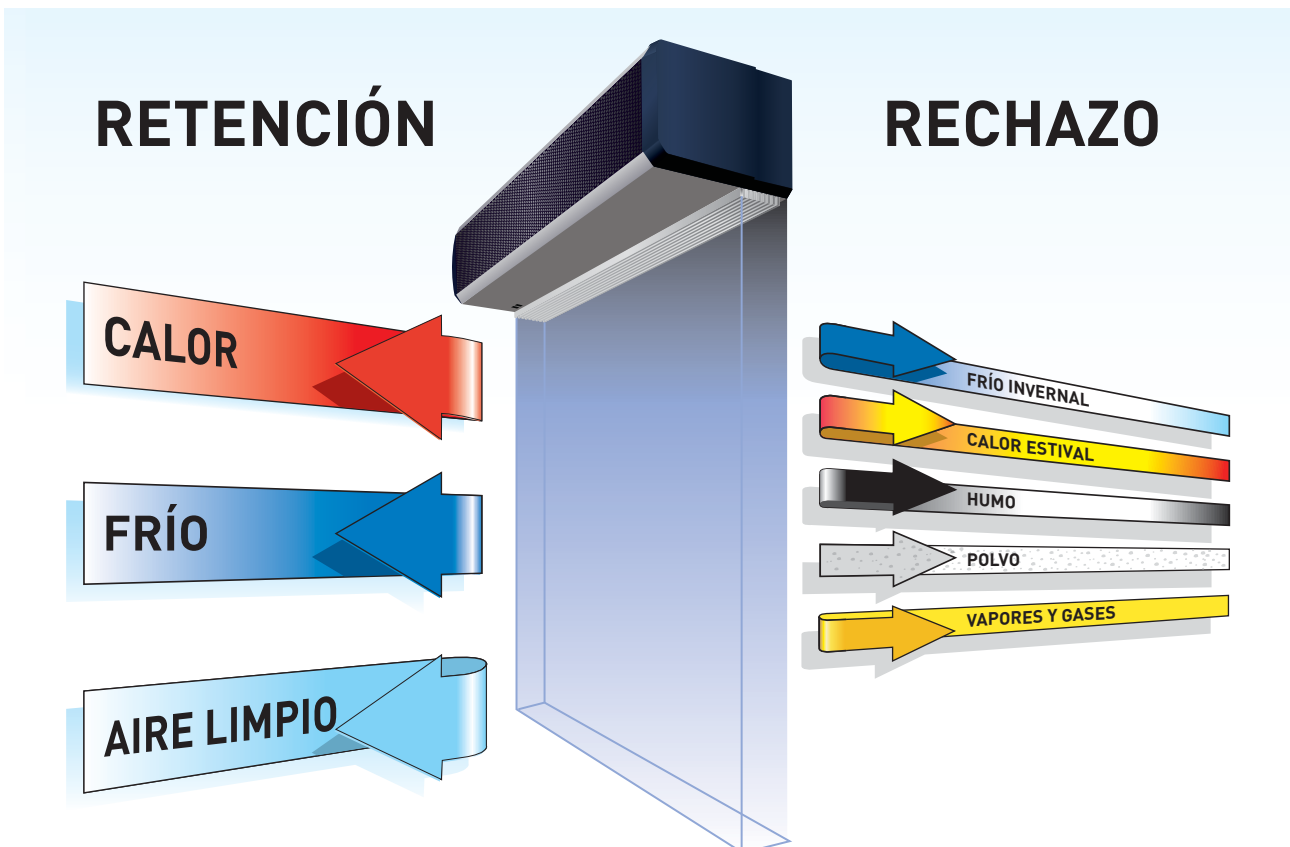 RETENCIÓN
RECHAZO
CALOR
FRÍO
AIRE LIMPIO
FRÍO INVERNAL
CALOR ESTIVAL
HUMO
POLVO
VAPORES Y GASES